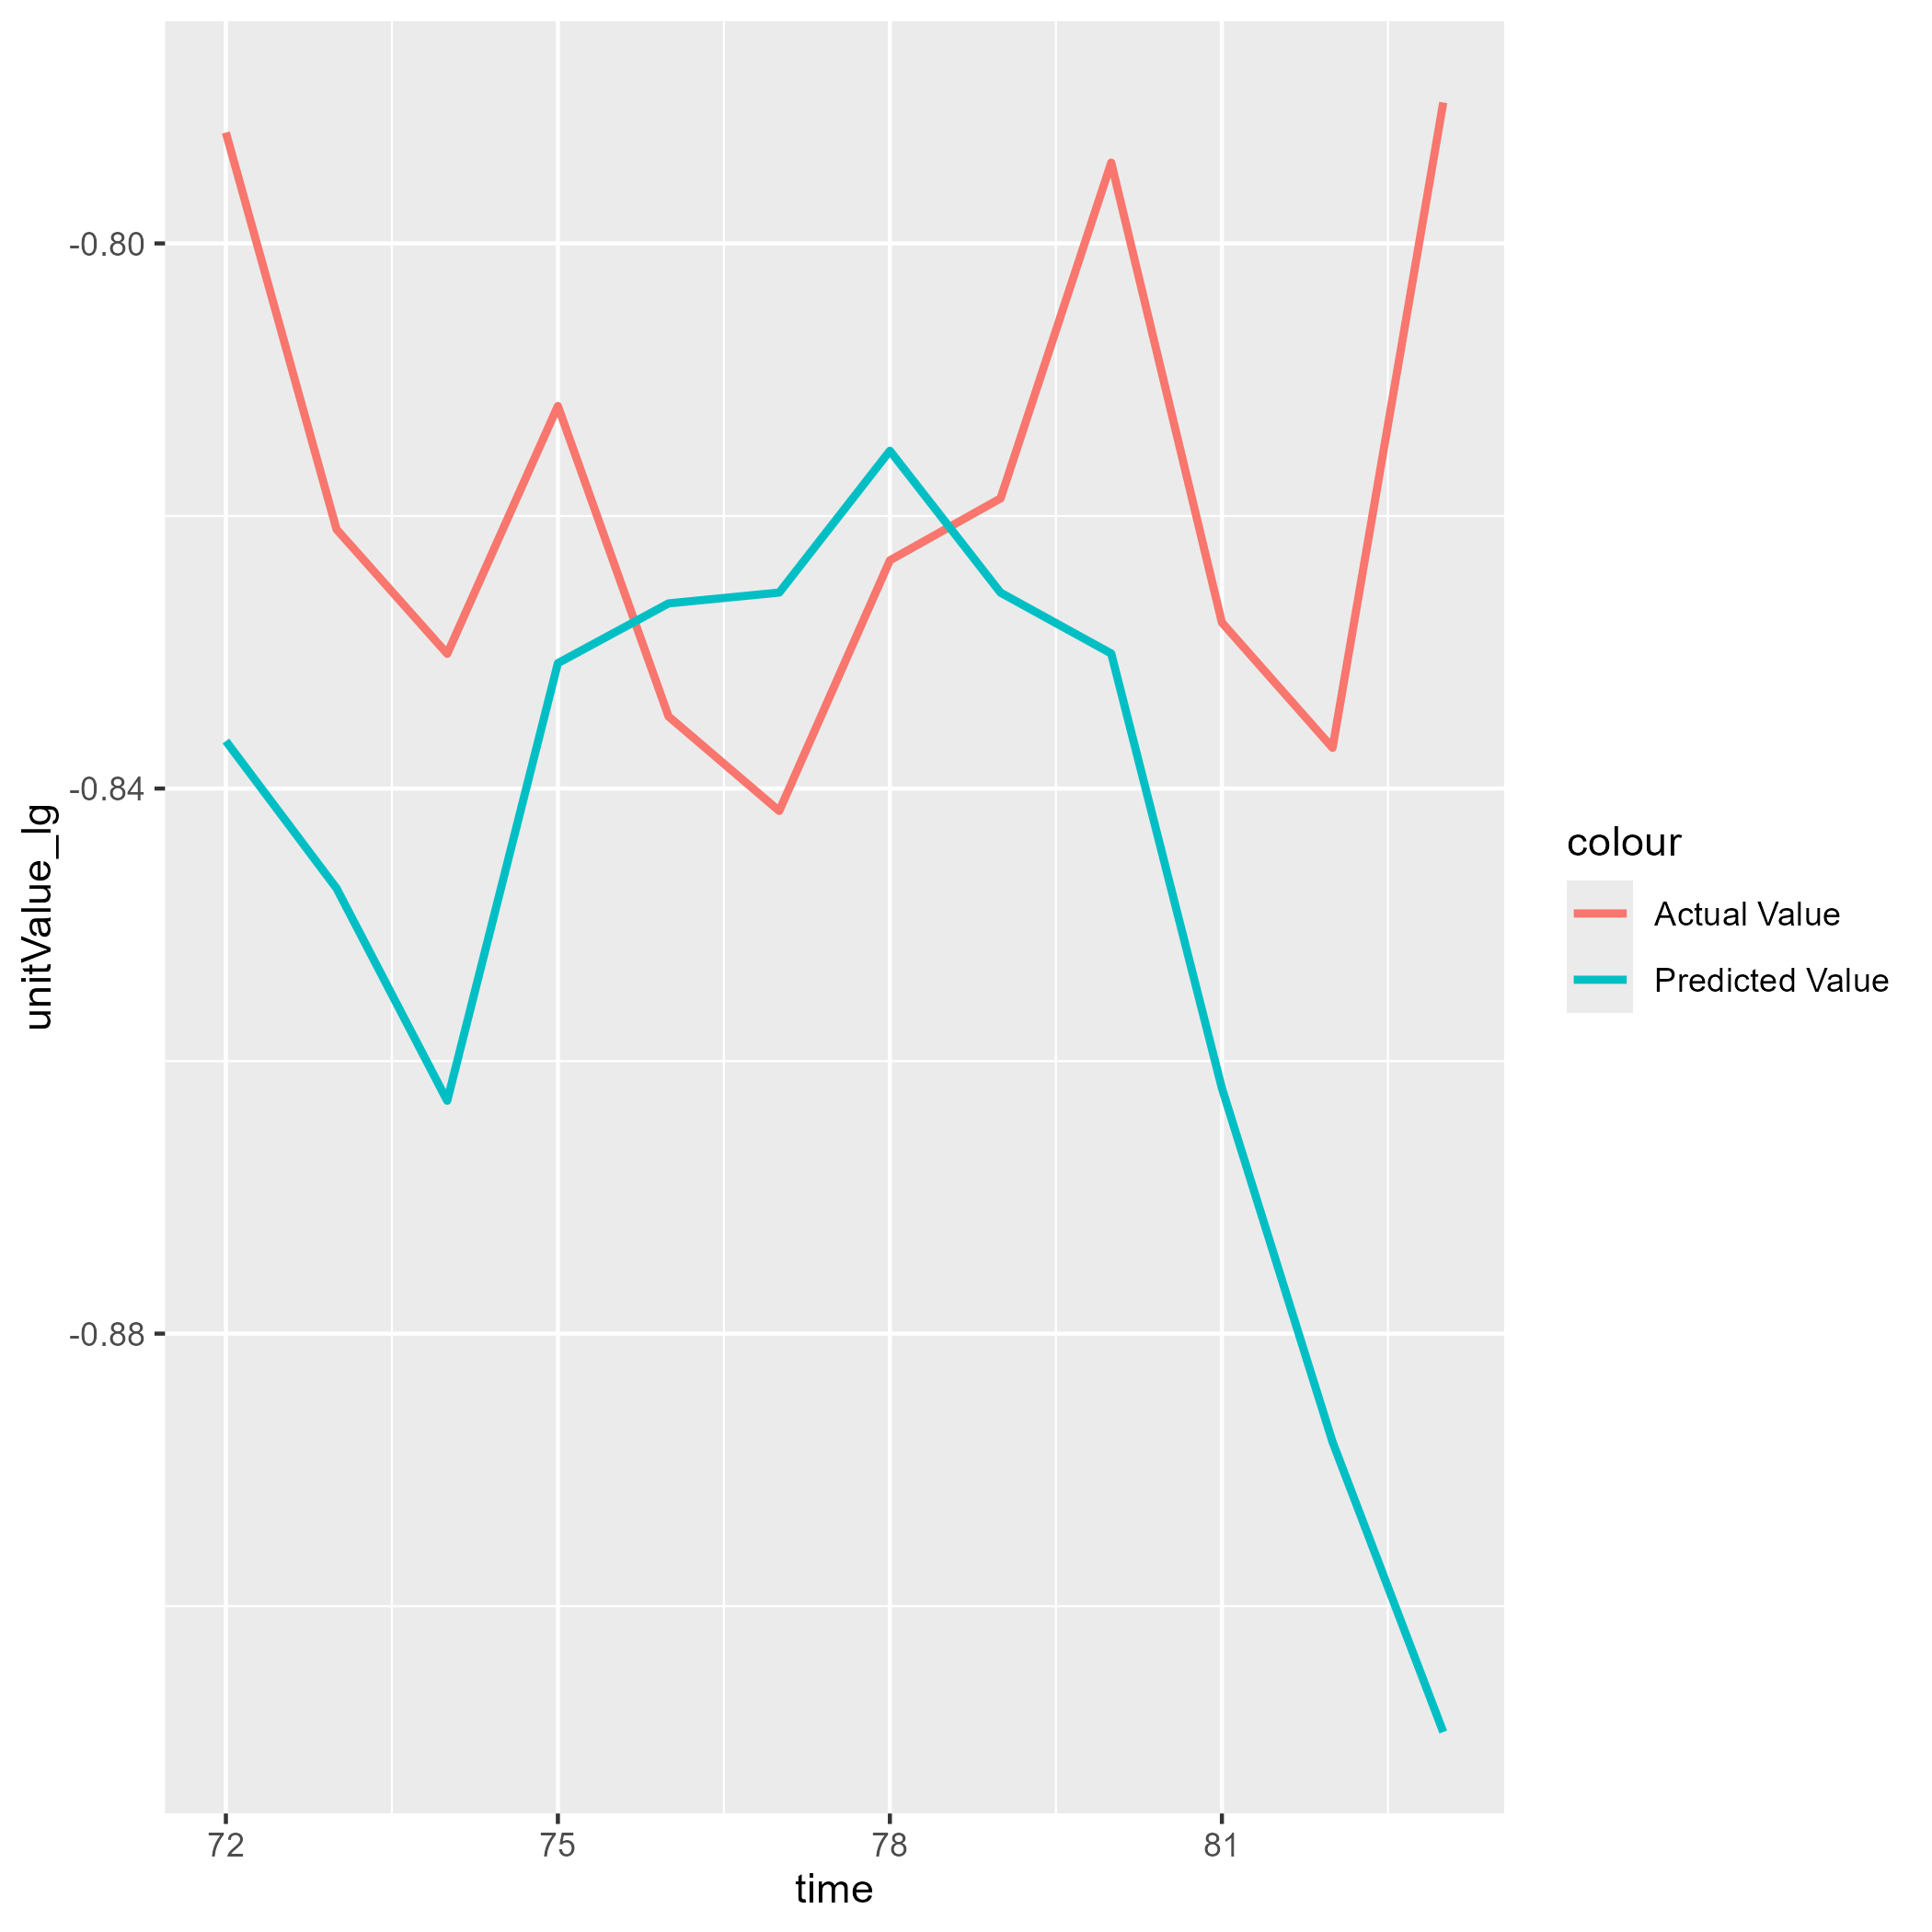 -0.80
-0.84
-0.88
unitValue_lg
72
75
78
81
time
colour
Actual Value
Predicted Value